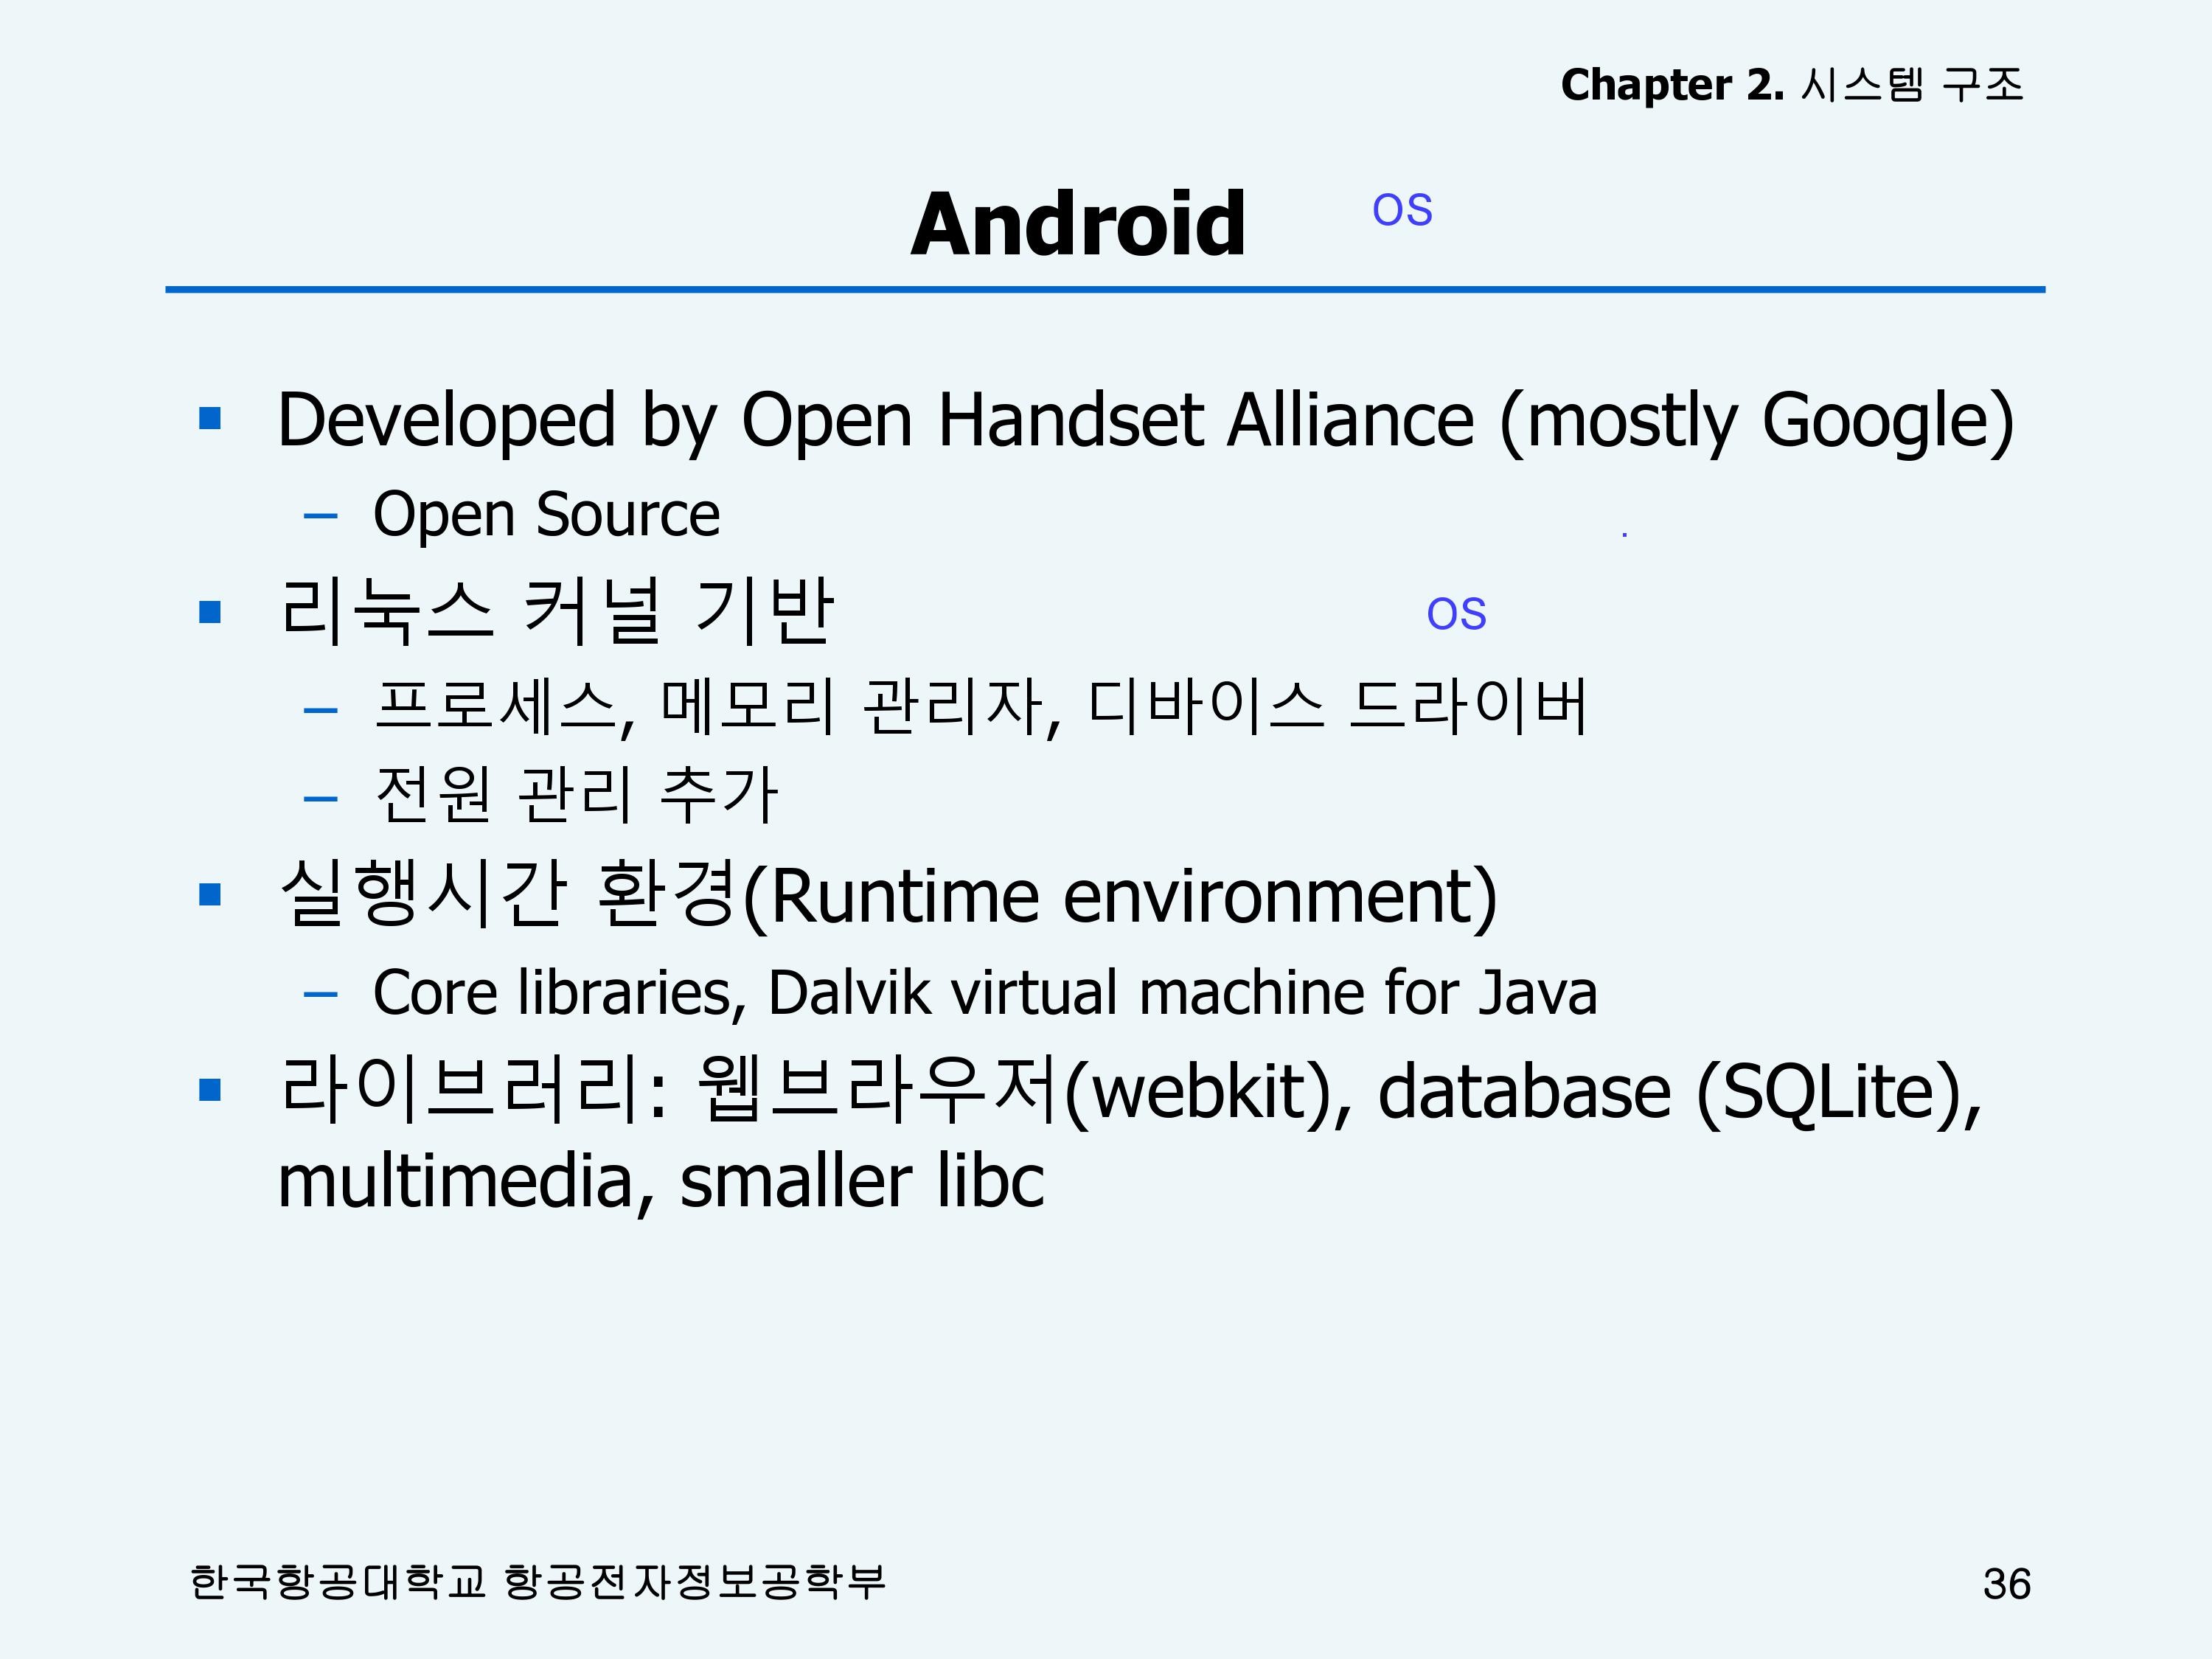 Chapter 2. 시스템 구조
Android os
▪ Developed by Open Handset Alliance (mostly Google)
– Open Source
.
▪ 리눅스 커널 기반 os
– 프로세스, 메모리 관리자, 디바이스 드라이버
– 전원 관리 추가
▪ 실행시간 환경(Runtime environment)
– Core libraries, Dalvik virtual machine for Java
▪ 라이브러리: 웹브라우저(webkit), database (SQLite),
multimedia, smaller libc
한국항공대학교 항공전자정보공학부 36